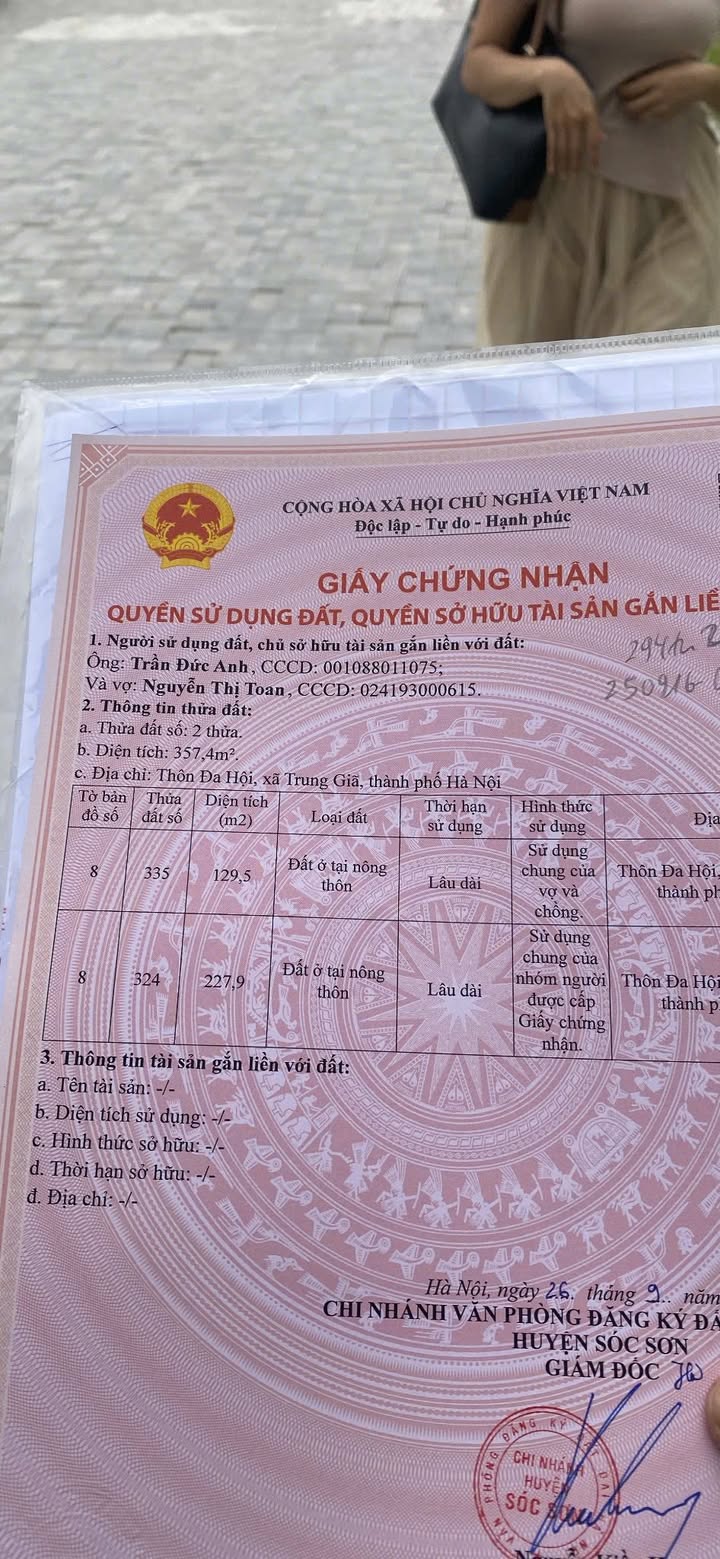 CỘNG HÒA XÃ HỘI CHỦ NGHĨA VIỆT NAM
Độc lập - Tự do - Hạnh phúc
GIẤY CHỨNG NHẬN
QUYỀN SỬ DỤNG ĐẤT, QUYỀN SỞ HỮU TÀI SẢN GẮN LIỀ
1. Người sử dụng đất, chủ sở hữu tài sản gắn liền với đất:
Ông: Trần Đức Anh, CCCD: 001088011075;
Và vợ: Nguyễn Thị Toan, CCCD: 024193000615.
2. Thông tin thửa đất:
a. Thửa đất số: 2 thửa.
b. Diện tích: 357,4m².
c. Địa chỉ: Thôn Đa Hội, xã Trung Giã, thành phố Hà Nội
Tờ bản đồ số Thửa đất số Diện tích (m2) Loại đất Thời hạn sử dụng Hình thức sử dụng Địa
8 335 129,5 Đất ở tại nông thôn Lâu dài Sử dụng chung của vợ và chồng. Thôn Đa Hội, thành ph
8 324 227,9 Đất ở tại nông thôn Lâu dài Sử dụng chung của nhóm người được cấp Giấy chứng nhận. Thôn Đa Hội thành p
3. Thông tin tài sản gắn liền với đất:
a. Tên tài sản: -/-
b. Diện tích sử dụng: -/-
c. Hình thức sở hữu: -/-
d. Thời hạn sở hữu: -/-
đ. Địa chỉ: -/-
Hà Nội, ngày 26. tháng 9.. năm
CHI NHÁNH VĂN PHÒNG ĐĂNG KÝ ĐẤ
HUYỆN SÓC SƠN
GIÁM ĐỐC
VĂN PHÒNG ĐĂNG KÝ ĐẤT ĐAI
CHI NHÁNH
HUYỆN
SÓC SƠN